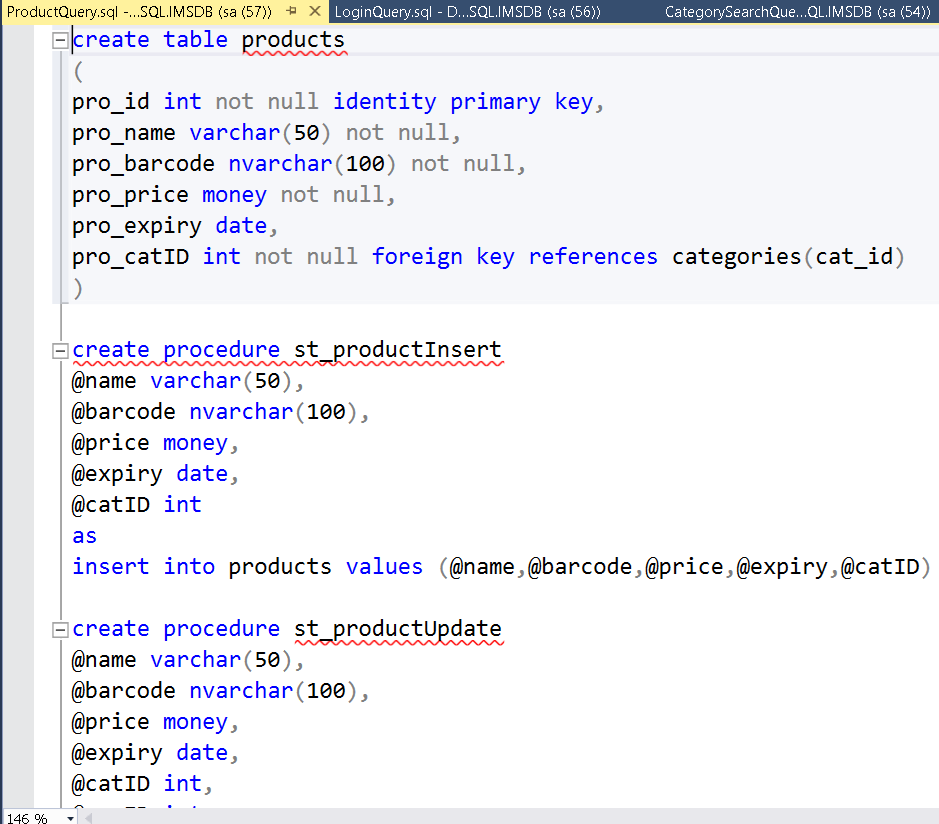 ProductQuery.sql -...SQL.IMSDB (sa (57)) LoginQuery.sql - D...SQL.IMSDB (sa (56)) CategorySearchQue...QL.IMSDB (sa (54))
create table products
(
pro_id int not null identity primary key,
pro_name varchar(50) not null,
pro_barcode nvarchar(100) not null,
pro_price money not null,
pro_expiry date,
pro_catID int not null foreign key references categories(cat_id)
)
create procedure st_productInsert
@name varchar(50),
@barcode nvarchar(100),
@price money,
@expiry date,
@catID int
as
insert into products values (@name,@barcode,@price,@expiry,@catID)
create procedure st_productUpdate
@name varchar(50),
@barcode nvarchar(100),
@price money,
@expiry date,
@catID int,
146 %